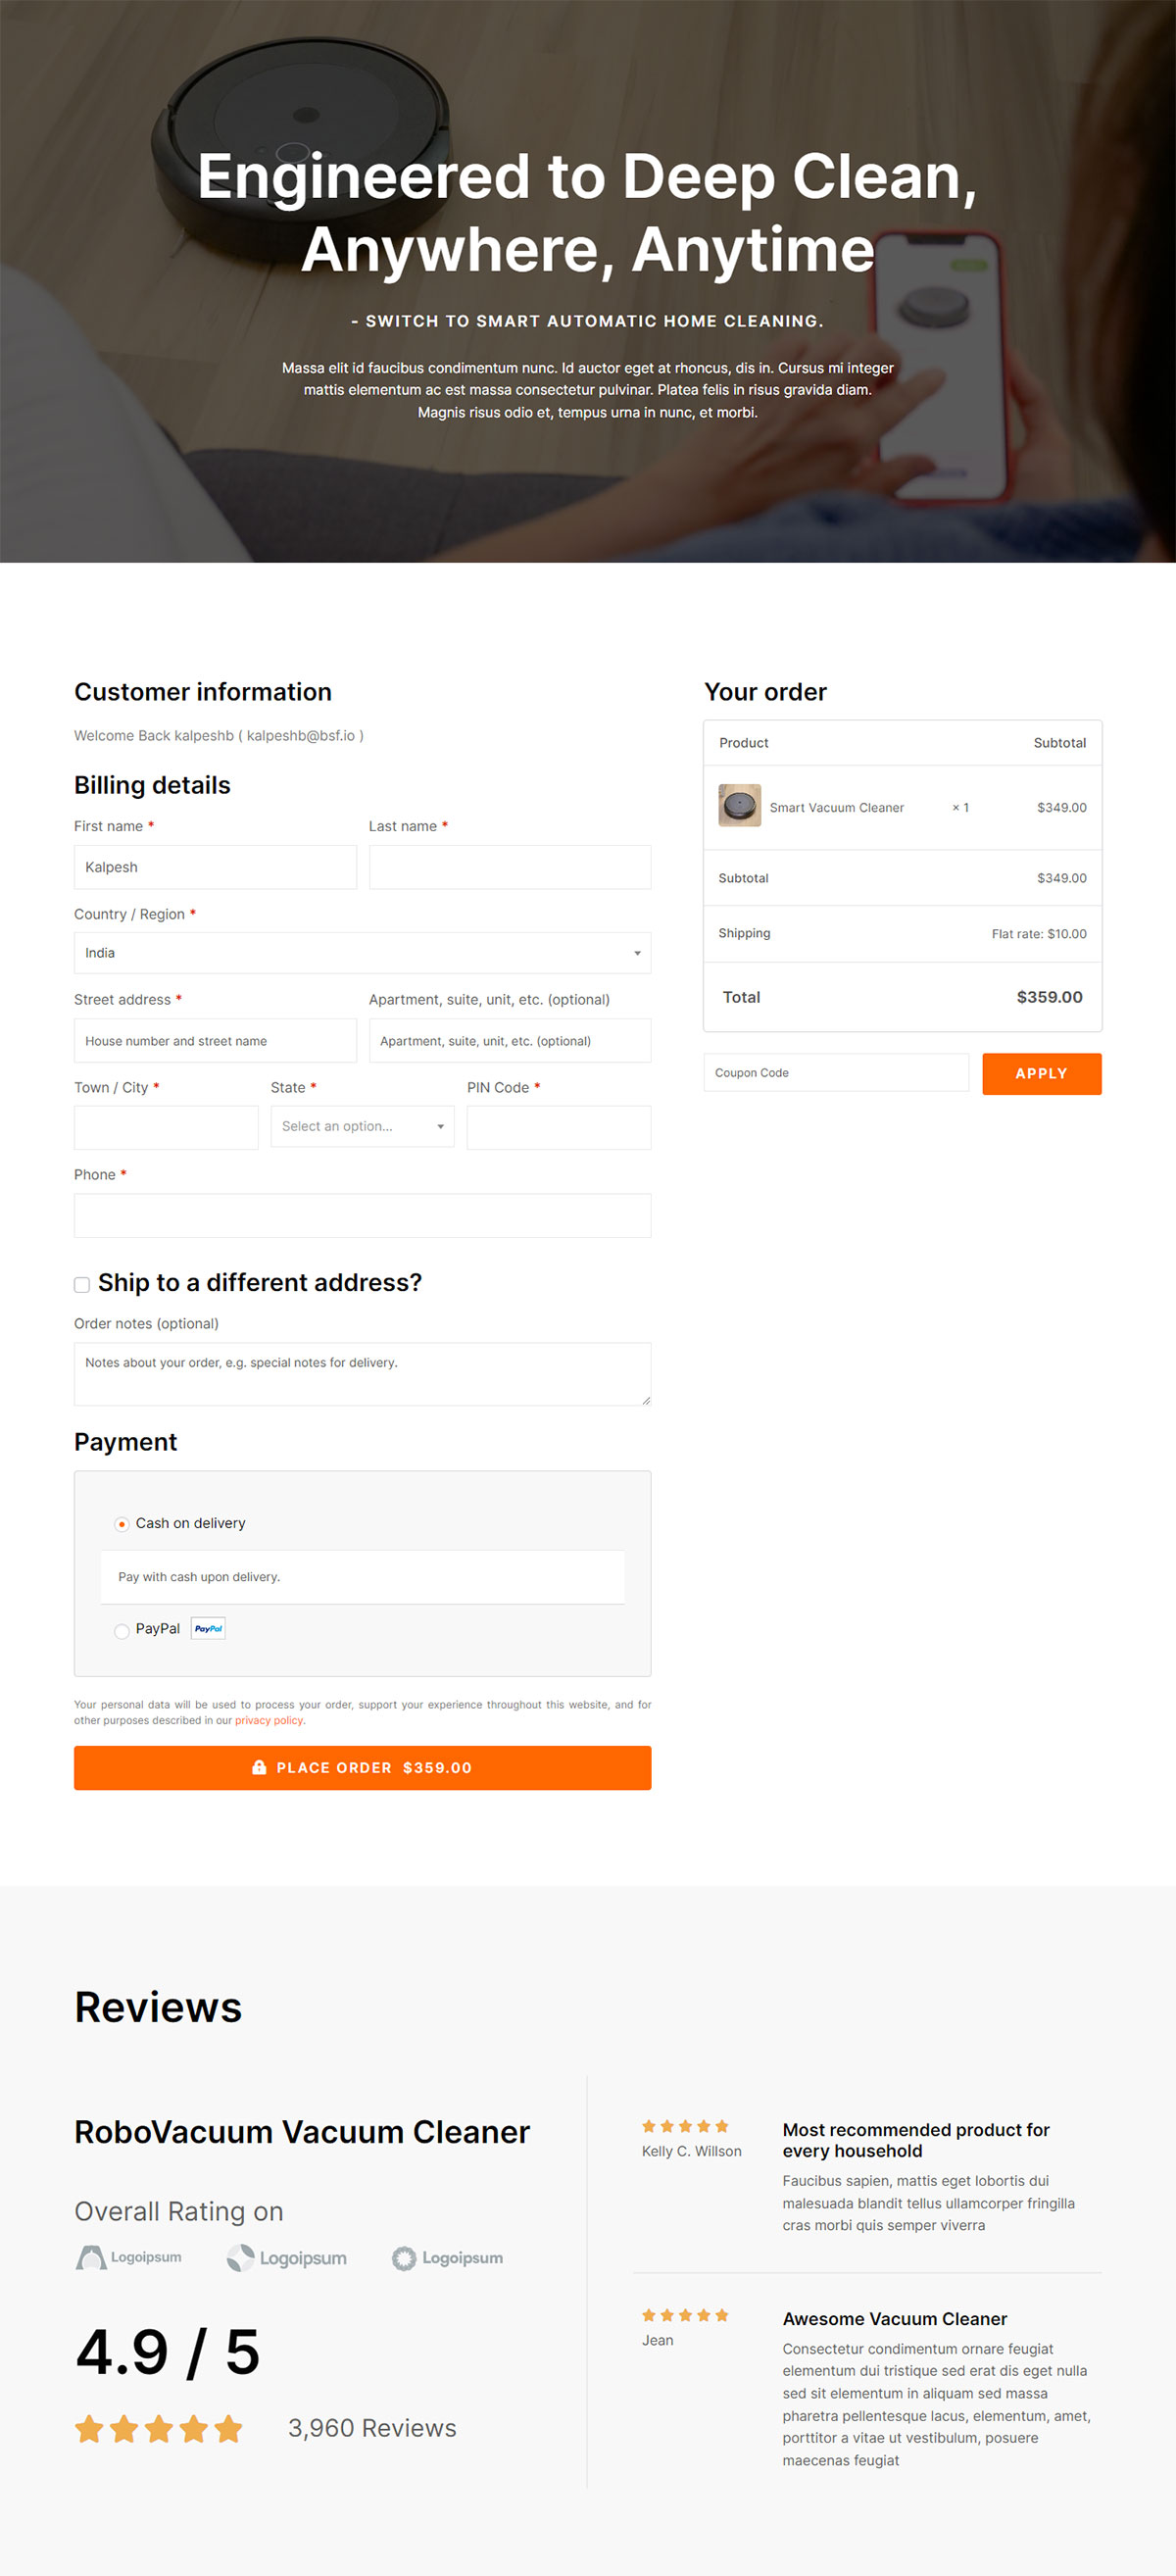 Engineered to Deep Clean,
Anywhere, Anytime
- SWITCH TO SMART AUTOMATIC HOME CLEANING.
Massa elit id faucibus condimentum nunc. Id auctor eget at rhoncus, dis in. Cursus mi integer
mattis elementum ac est massa consectetur pulvinar. Platea felis in risus gravida diam.
Magnis risus odio et, tempus urna in nunc, et morbi.
Customer information
Welcome Back kalpeshb ( kalpeshb@bsf.io )
Billing details
First name *
Last name *
Kalpesh
Country / Region *
India
Street address *
Apartment, suite, unit, etc. (optional)
House number and street name
Apartment, suite, unit, etc. (optional)
Town / City *
State *
PIN Code *
Select an option...
Phone *
Ship to a different address?
Order notes (optional)
Notes about your order, e.g. special notes for delivery.
Payment
Cash on delivery
Pay with cash upon delivery.
PayPal PayPal
Your personal data will be used to process your order, support your experience throughout this website, and for
other purposes described in our privacy policy.
PLACE ORDER $359.00
Your order
Product Subtotal
Smart Vacuum Cleaner × 1 $349.00
Subtotal $349.00
Shipping Flat rate: $10.00
Total $359.00
Coupon Code
APPLY
Reviews
RoboVacuum Vacuum Cleaner
Overall Rating on
Logoipsum Logoipsum Logoipsum
4.9 / 5
3,960 Reviews
Kelly C. Willson
Most recommended product for
every household
Faucibus sapien, mattis eget lobortis dui
malesuada blandit tellus ullamcorper fringilla
cras morbi quis semper viverra
Jean
Awesome Vacuum Cleaner
Consectetur condimentum ornare feugiat
elementum dui tristique sed erat dis eget nulla
sed sit elementum in aliquam sed massa
pharetra pellentesque lacus, elementum, amet,
porttitor a vitae ut vestibulum, posuere
maecenas feugiat